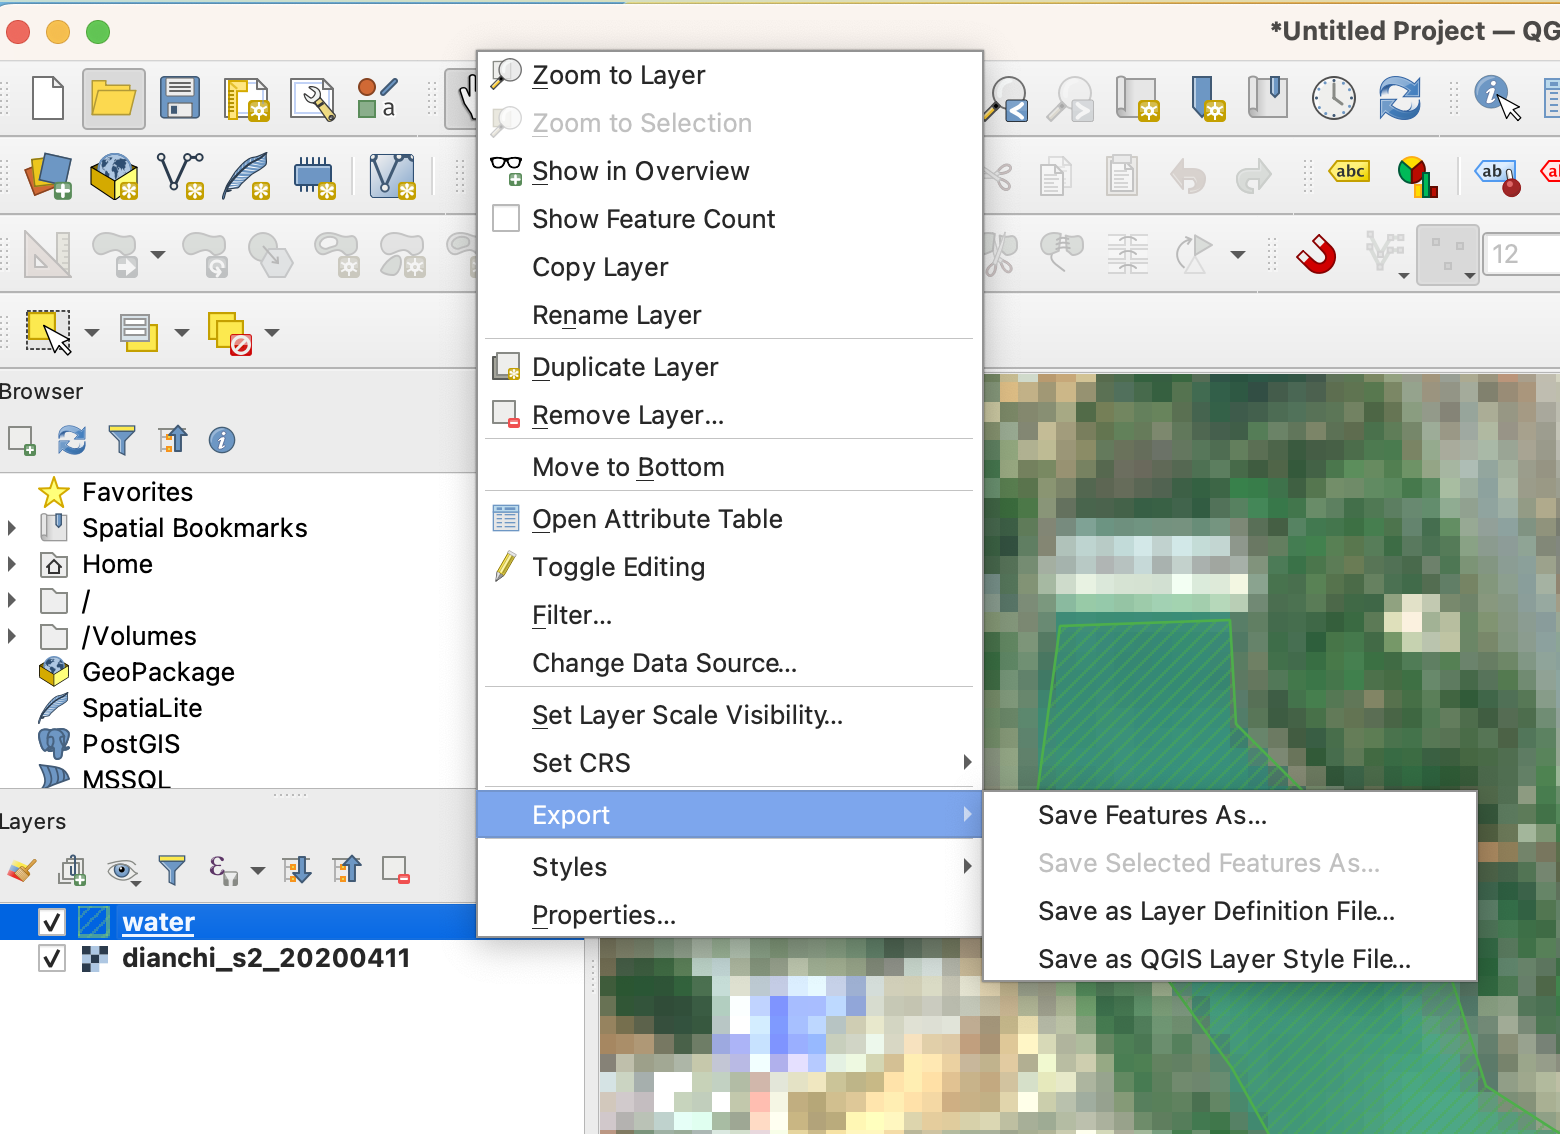 *Untitled Project — QG
Zoom to Layer
Zoom to Selection
Show in Overview
Show Feature Count
Copy Layer
Rename Layer
Duplicate Layer
Remove Layer...
Move to Bottom
Open Attribute Table
Toggle Editing
Filter...
Change Data Source...
Set Layer Scale Visibility...
Set CRS
Export
Styles
Properties...
Save Features As...
Save Selected Features As...
Save as Layer Definition File...
Save as QGIS Layer Style File...
a
abc
ab
12
Browser
Favorites
Spatial Bookmarks
Home
/
/Volumes
GeoPackage
SpatiaLite
PostGIS
MSSQL
Layers
water
dianchi_s2_20200411